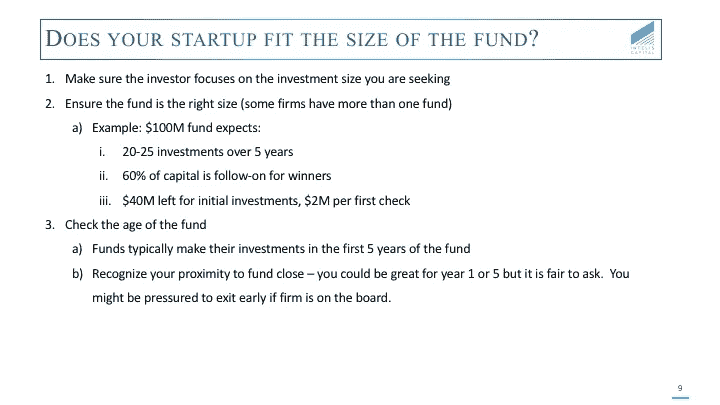 DOES YOUR STARTUP FIT THE SIZE OF THE FUND?
INTELIS
CAPITAL
1. Make sure the investor focuses on the investment size you are seeking
2. Ensure the fund is the right size (some firms have more than one fund)
a) Example: $100M fund expects:
i. 20-25 investments over 5 years
ii. 60% of capital is follow-on for winners
iii. $40M left for initial investments, $2M per first check
3. Check the age of the fund
a) Funds typically make their investments in the first 5 years of the fund
b) Recognize your proximity to fund close – you could be great for year 1 or 5 but it is fair to ask. You
might be pressured to exit early if firm is on the board.
9